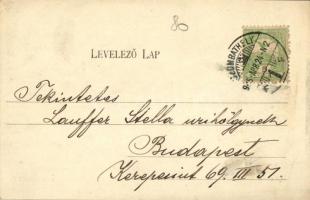 80
LEVELEZŐ LAP
SZOMBATHELY
Tekintetes
Lauffer Stella urihölgynek
Budapest
Kerepesiut 69. III 51.